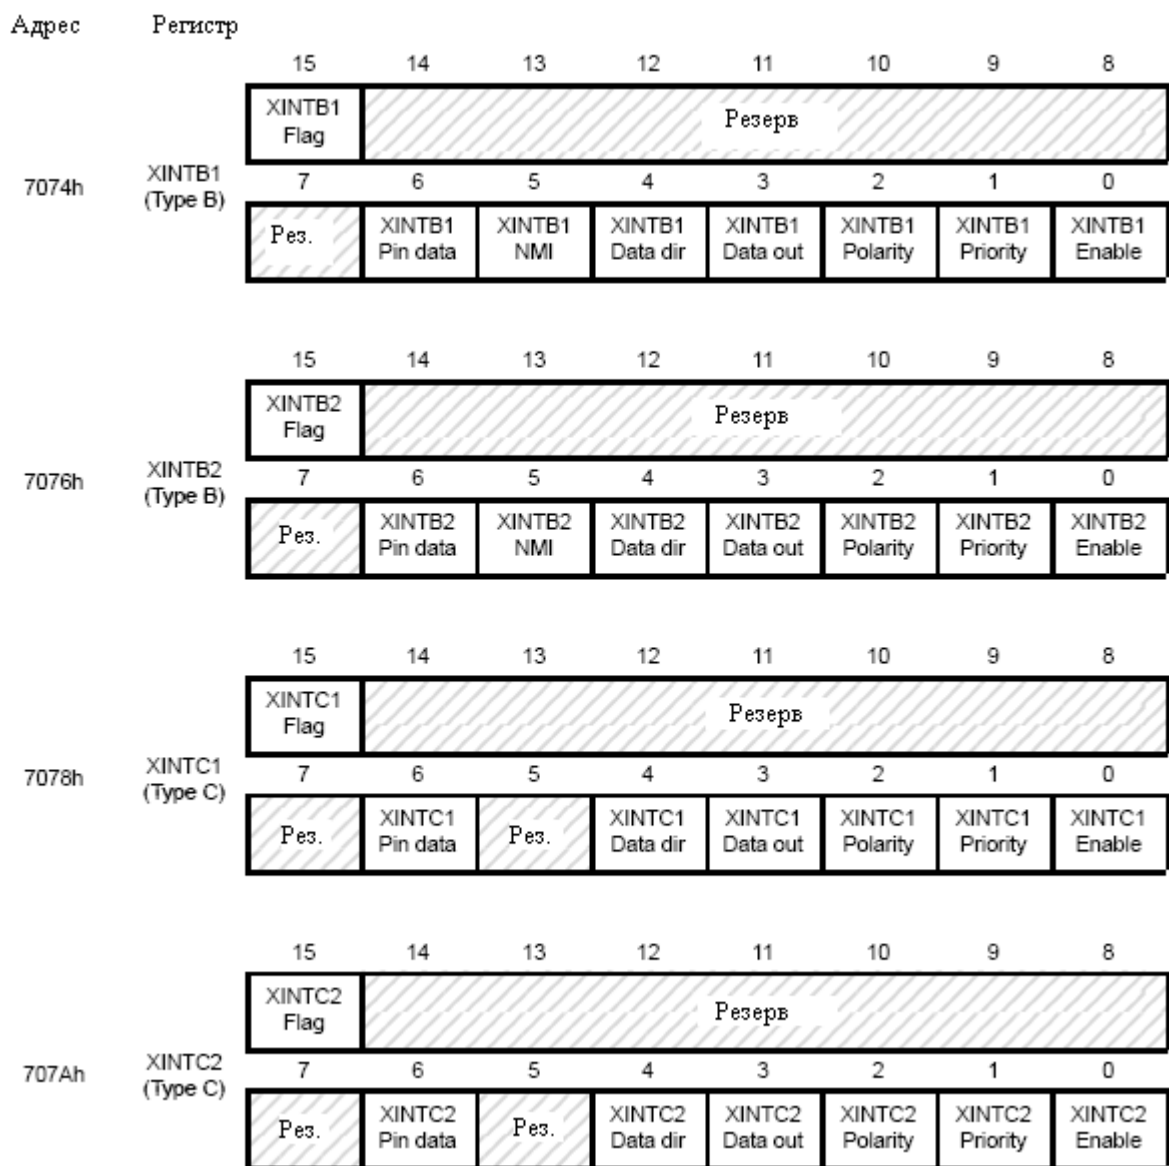 Адрес Регистр
15 14 13 12 11 10 9 8
XINTB1 Flag Резерв
7074h XINTB1 (Type B)
7 6 5 4 3 2 1 0
Рез. XINTB1 Pin data XINTB1 NMI XINTB1 Data dir XINTB1 Data out XINTB1 Polarity XINTB1 Priority XINTB1 Enable
15 14 13 12 11 10 9 8
XINTB2 Flag Резерв
7076h XINTB2 (Type B)
7 6 5 4 3 2 1 0
Рез. XINTB2 Pin data XINTB2 NMI XINTB2 Data dir XINTB2 Data out XINTB2 Polarity XINTB2 Priority XINTB2 Enable
15 14 13 12 11 10 9 8
XINTC1 Flag Резерв
7078h XINTC1 (Type C)
7 6 5 4 3 2 1 0
Рез. XINTC1 Pin data Рез. XINTC1 Data dir XINTC1 Data out XINTC1 Polarity XINTC1 Priority XINTC1 Enable
15 14 13 12 11 10 9 8
XINTC2 Flag Резерв
707Ah XINTC2 (Type C)
7 6 5 4 3 2 1 0
Рез. XINTC2 Pin data Рез. XINTC2 Data dir XINTC2 Data out XINTC2 Polarity XINTC2 Priority XINTC2 Enable